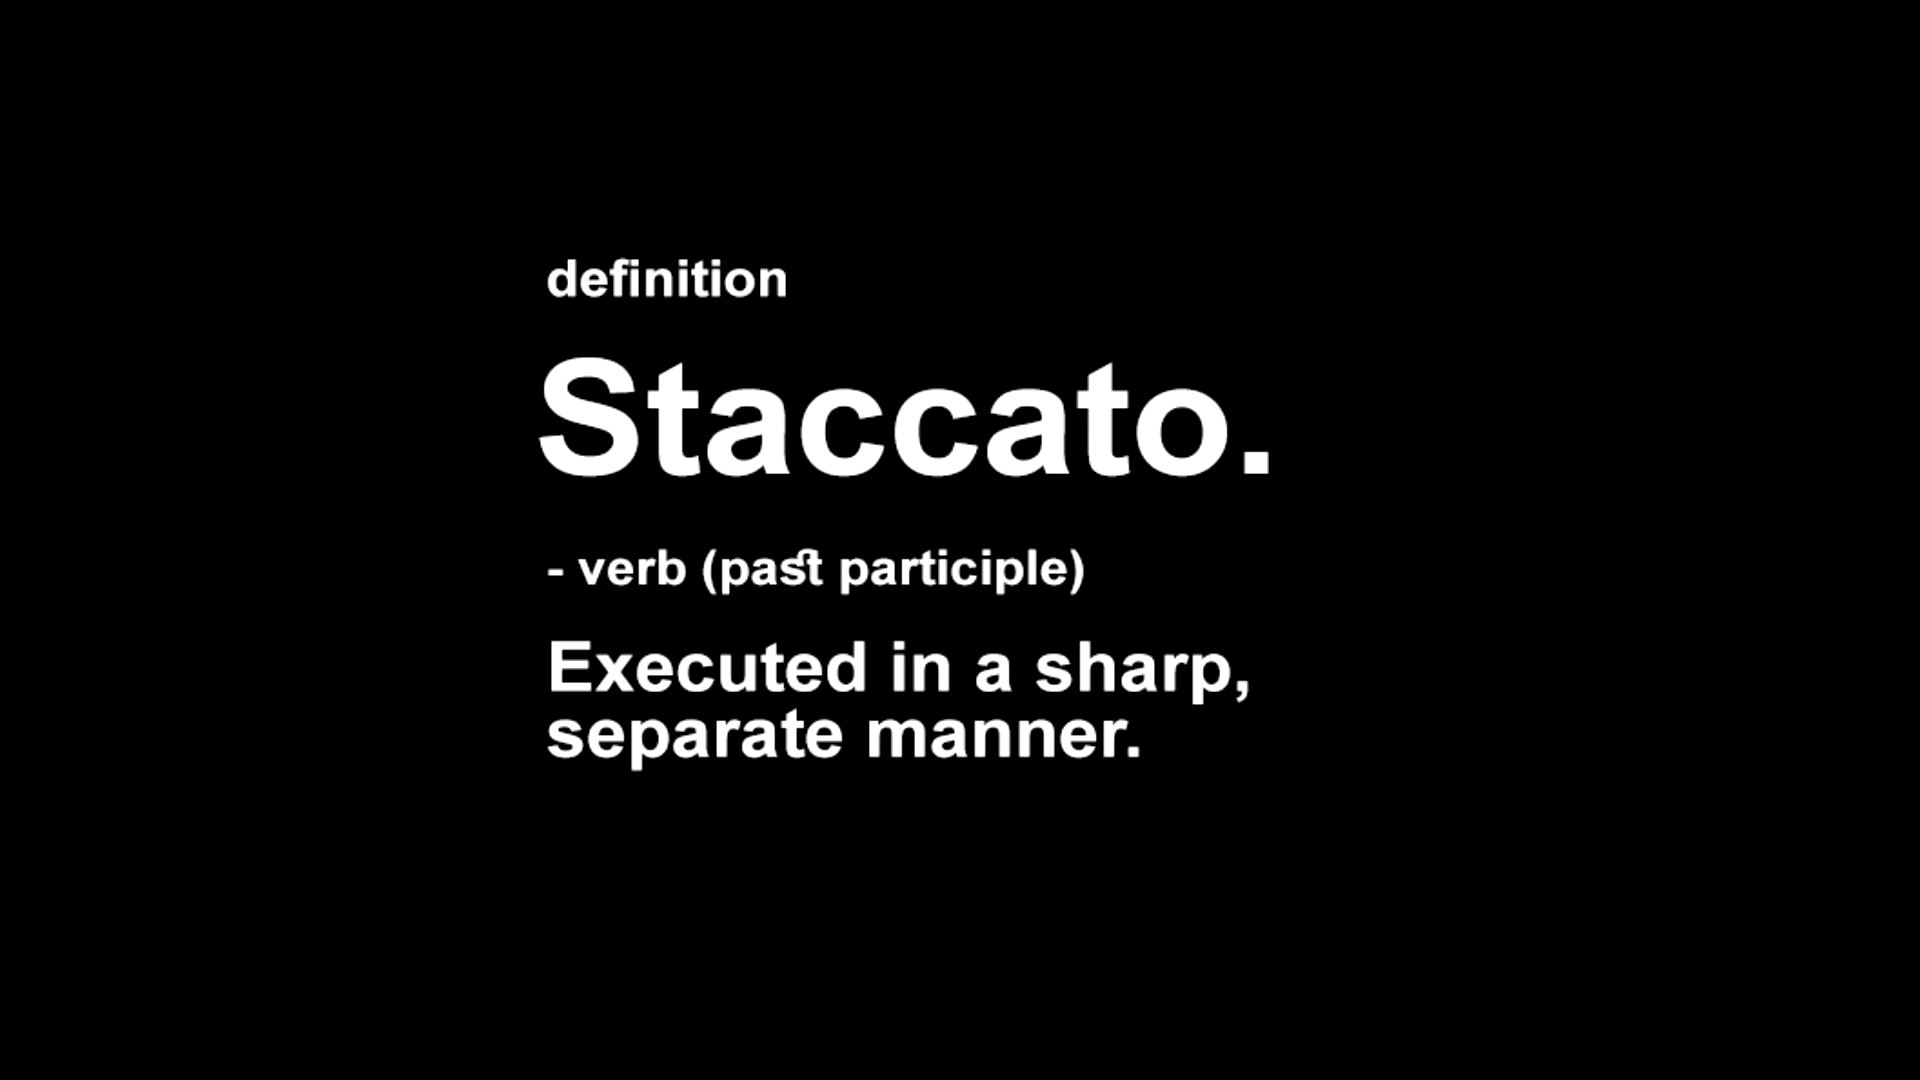 definition
Staccato.
- verb (past participle)
Executed in a sharp,
separate manner.